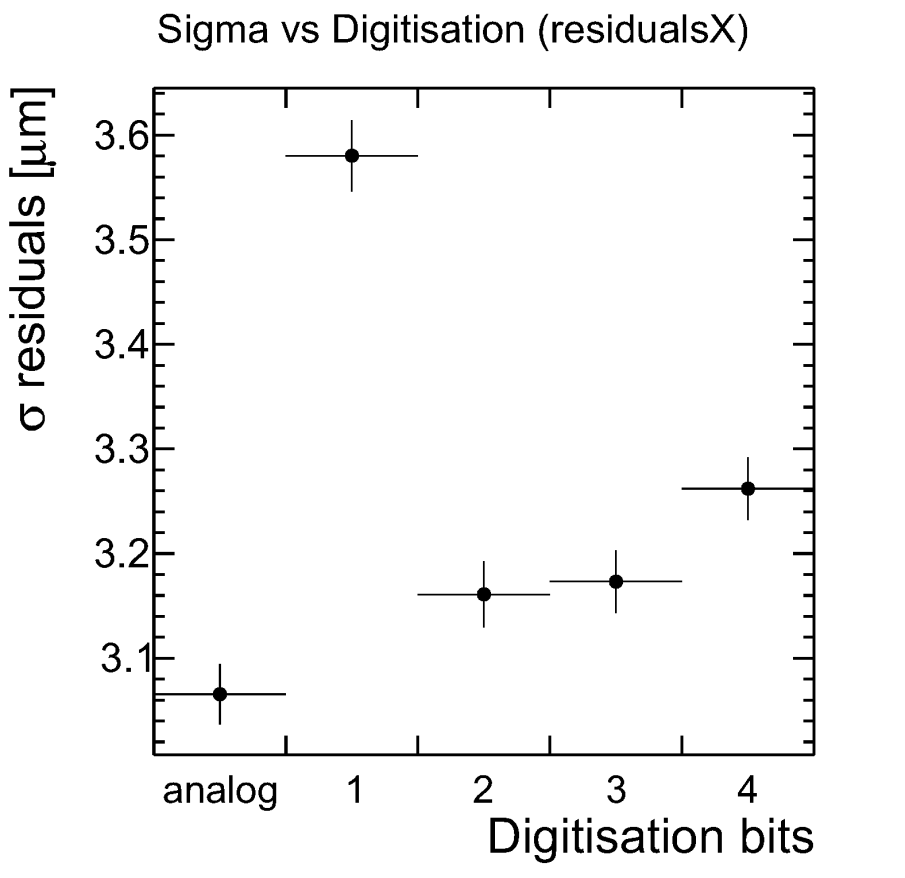 Sigma vs Digitisation (residualsX)
σ residuals [μm]
3.6
3.5
3.4
3.3
3.2
3.1
analog 1 2 3 4
Digitisation bits